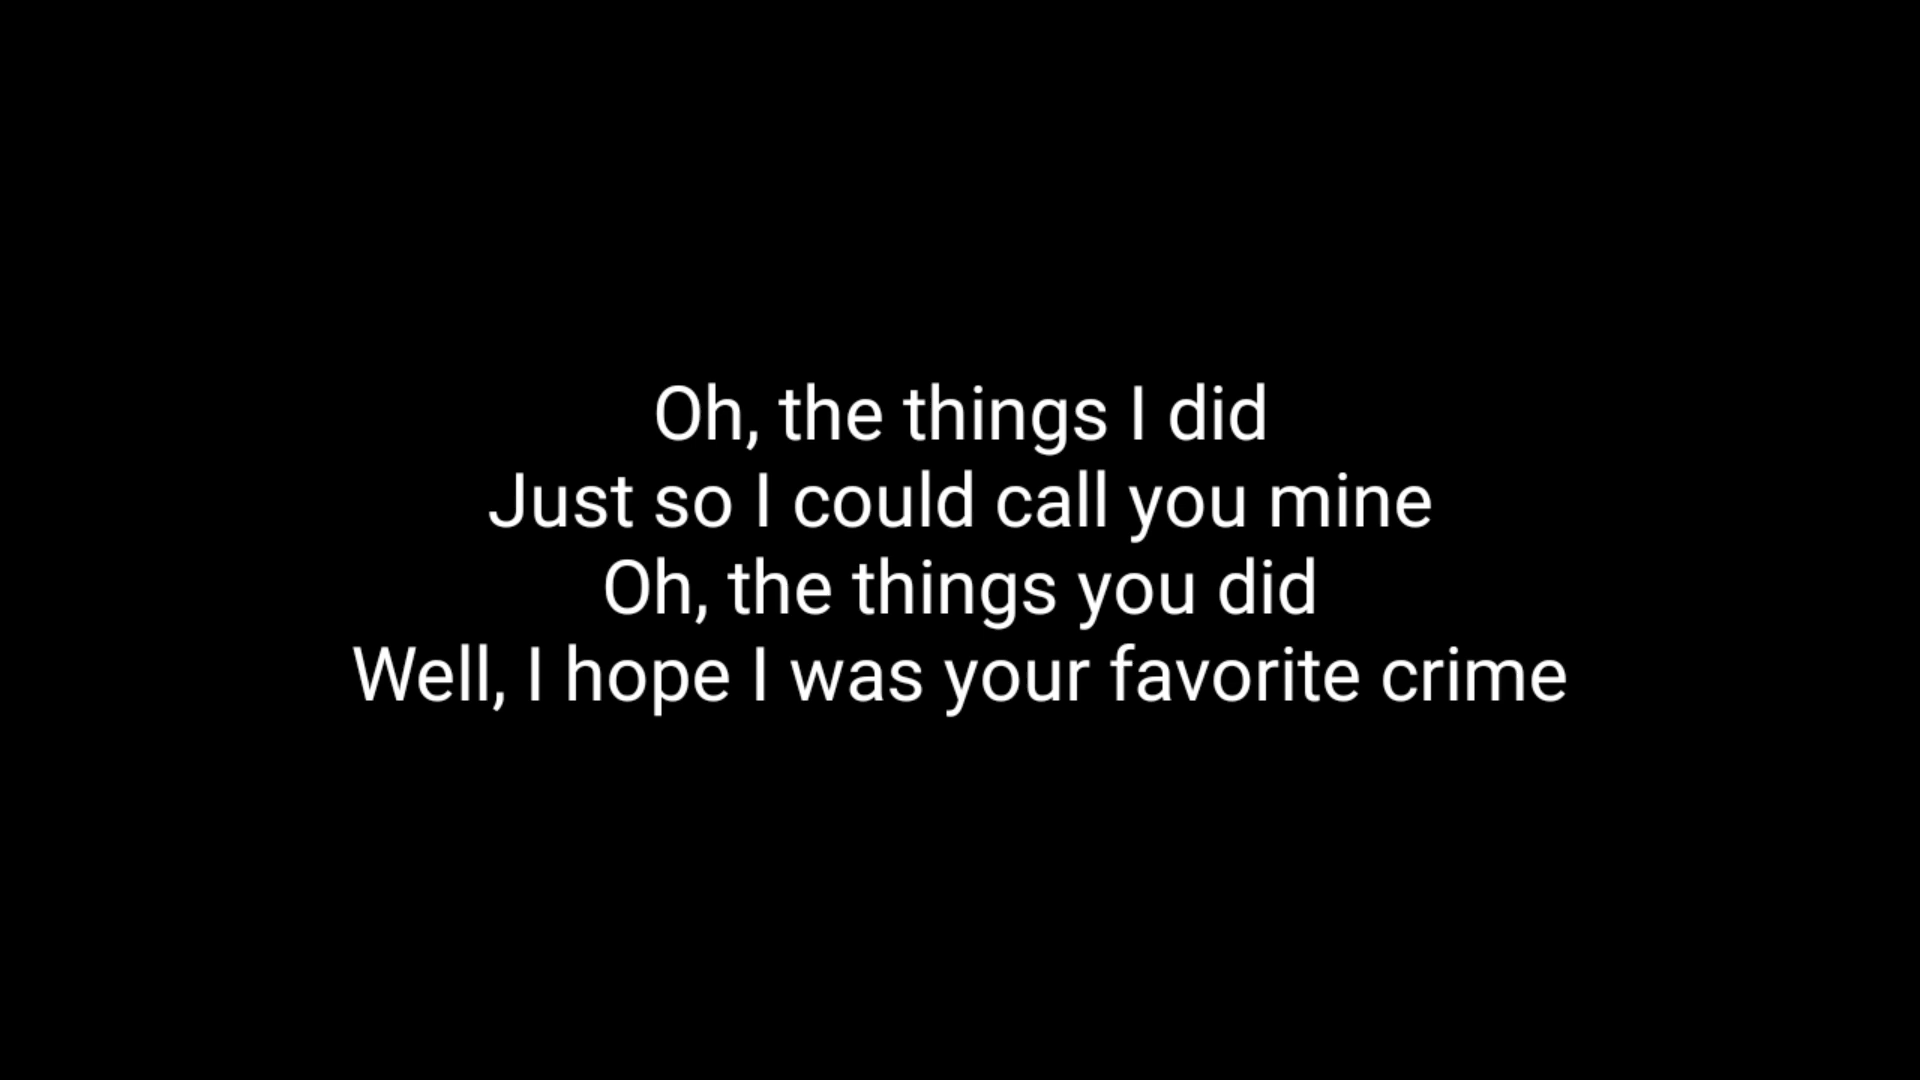 Oh, the things I did
Just so I could call you mine
Oh, the things you did
Well, I hope I was your favorite crime